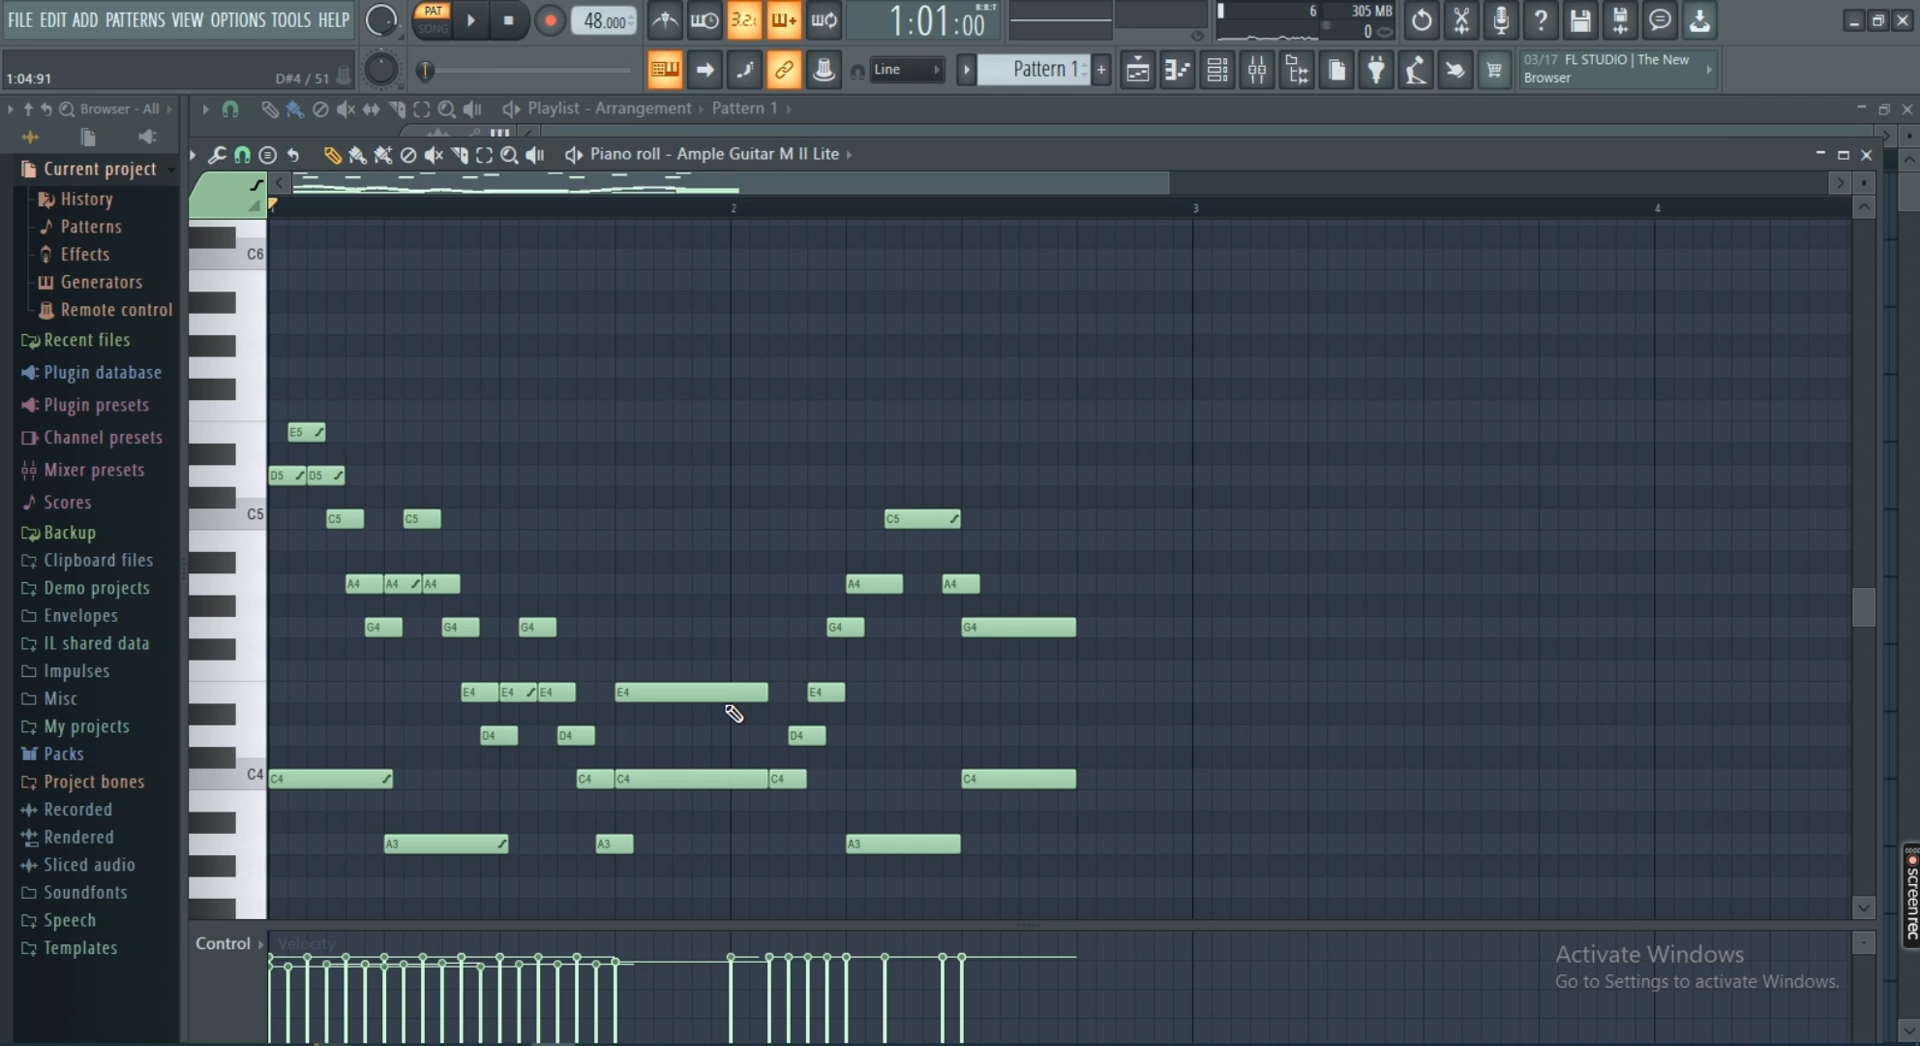 FILE EDIT ADD PATTERNS VIEW OPTIONS TOOLS HELP
PAT
SONG
48.000
3.2.
1:01:00
B:B:T
6
305 MB
0
1:04:91
D#4 / 51
Line
Pattern 1
03/17 FL STUDIO | The New
Browser
Browser - All
Playlist - Arrangement › Pattern 1
Current project
Piano roll - Ample Guitar M II Lite
History
Patterns
Effects
Generators
Remote control
Recent files
Plugin database
Plugin presets
Channel presets
Mixer presets
Scores
Backup
Clipboard files
Demo projects
Envelopes
IL shared data
Impulses
Misc
My projects
Packs
Project bones
Recorded
Rendered
Sliced audio
Soundfonts
Speech
Templates
1 2 3 4
C6
E5
D5 D5
C5
C5 C5 C5
A4 A4 A4 A4 A4
G4 G4 G4 G4 G4
E4 E4 E4 E4 E4
D4 D4 D4
C4
C4 C4 C4 C4 C4
A3 A3 A3
Control
Velocity
Activate Windows
Go to Settings to activate Windows.
screenrec